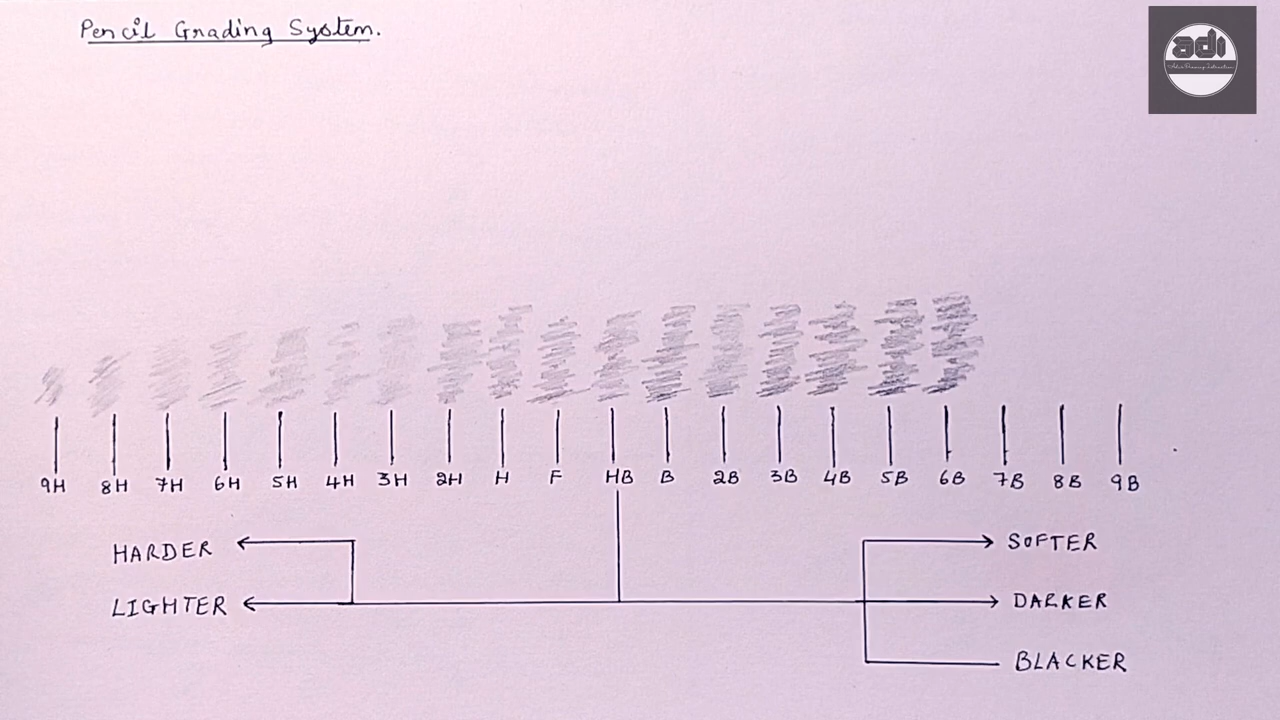 Pencil Grading System.
adi
9H 8H 7H 6H 5H 4H 3H 2H H F HB B 2B 3B 4B 5B 6B 7B 8B 9B
HARDER SOFTER
LIGHTER DARKER
BLACKER